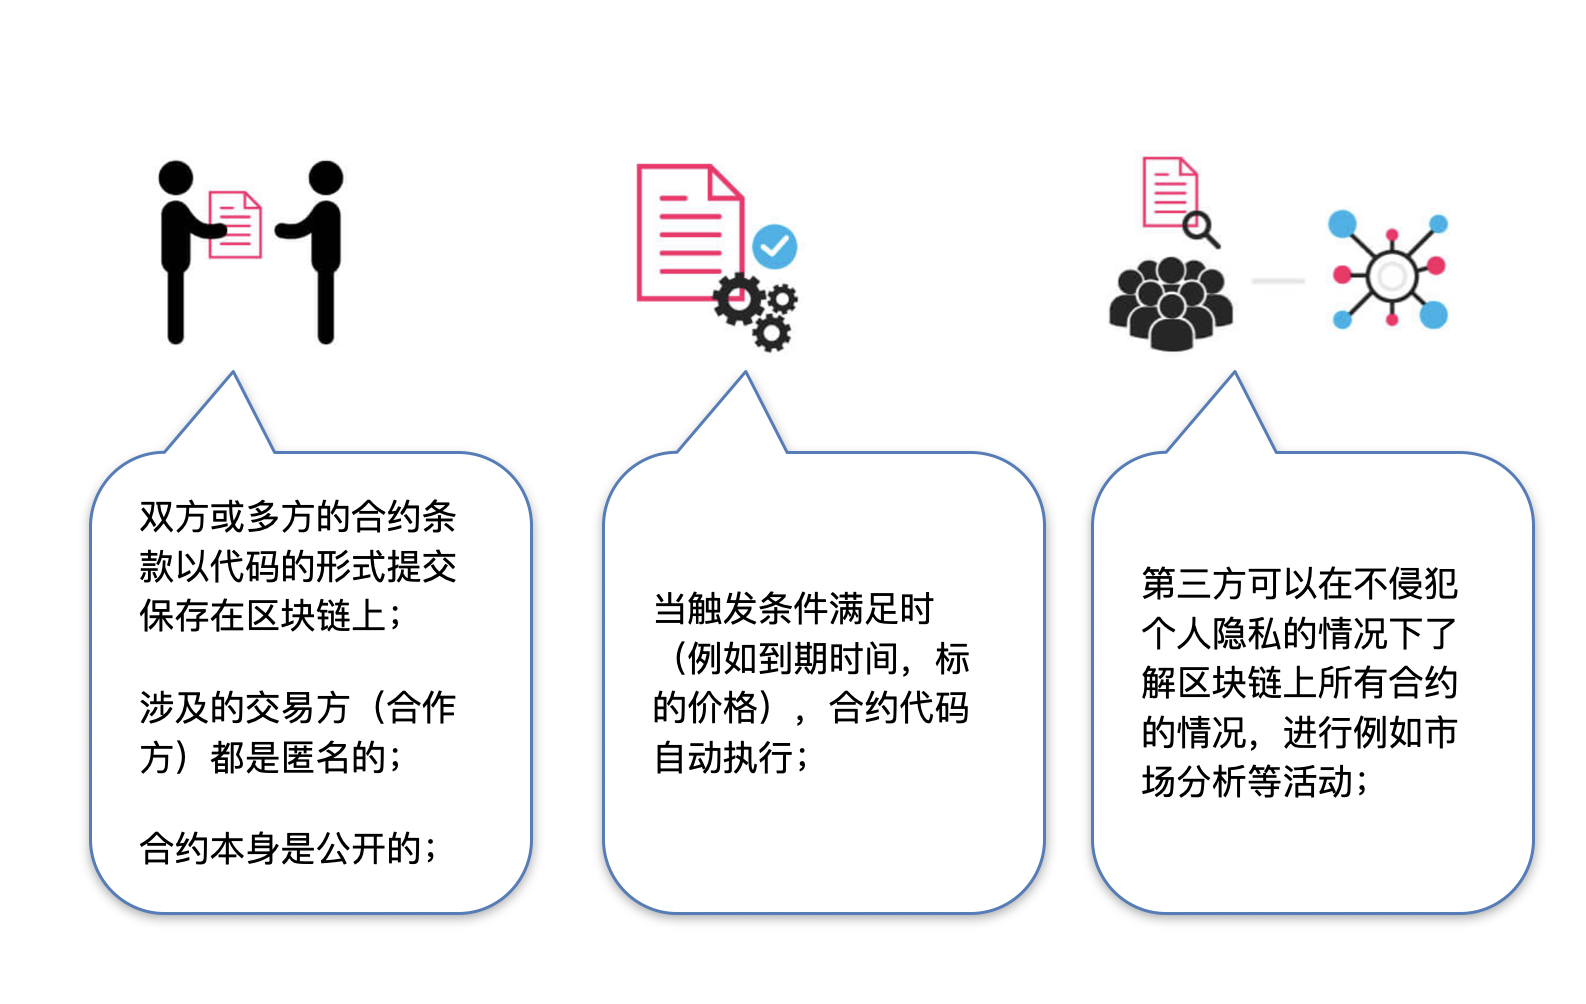 双方或多方的合约条
款以代码的形式提交
保存在区块链上；
涉及的交易方（合作
方）都是匿名的；
合约本身是公开的；
当触发条件满足时
（例如到期时间，标
的价格），合约代码
自动执行；
第三方可以在不侵犯
个人隐私的情况下了
解区块链上所有合约
的情况，进行例如市
场分析等活动；